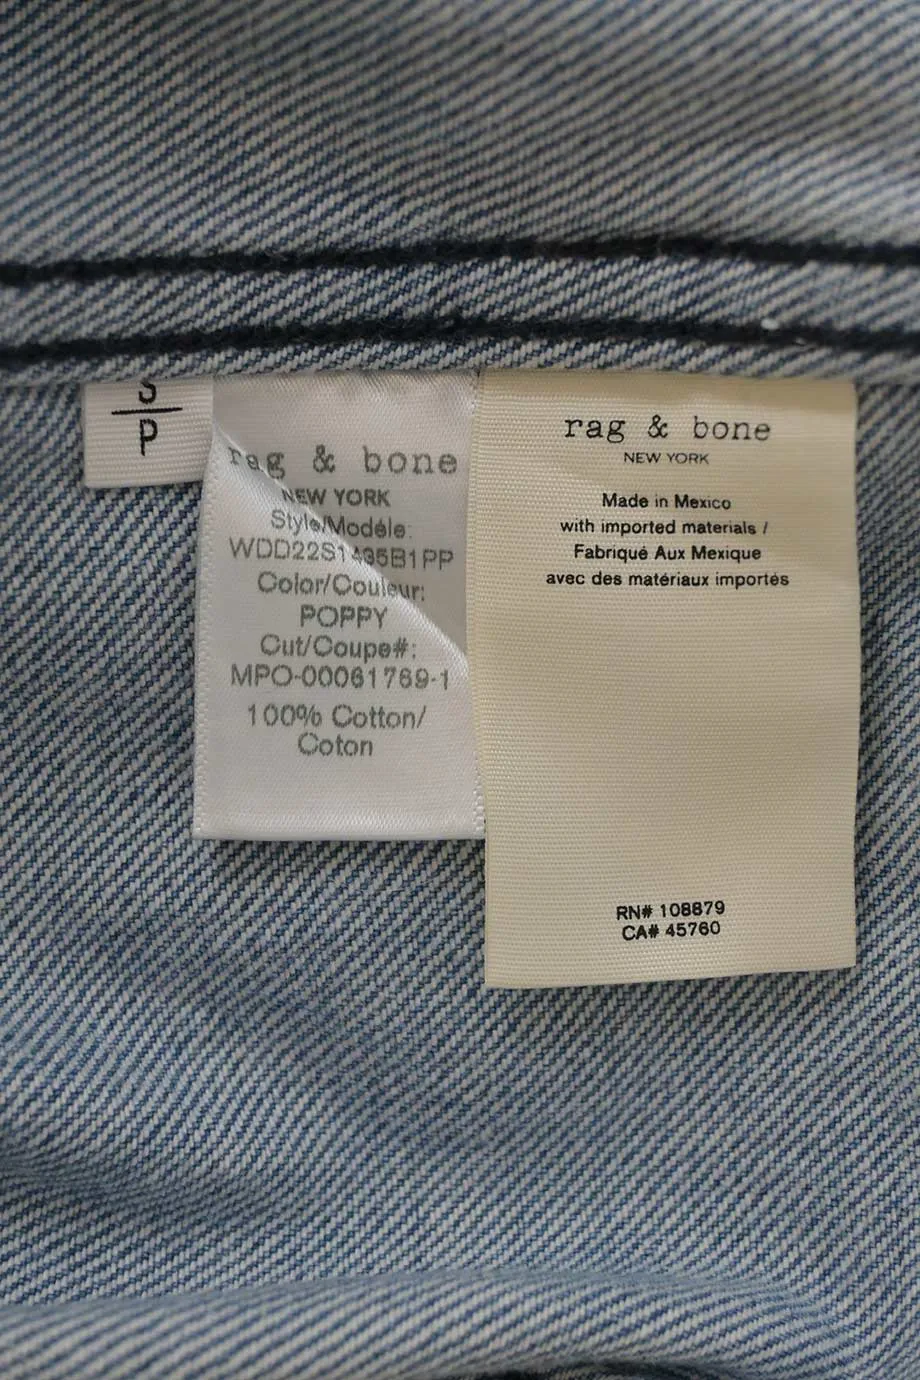 S
P
rag & bone
NEW YORK
Style/Modéle:
WDD22S1435B1PP
Color/Couleur:
POPPY
Cut/Coupe#:
MPO-00061769-1
100% Cotton/
Coton
rag & bone
NEW YORK
Made in Mexico
with imported materials /
Fabriqué Aux Mexique
avec des matériaux importés
RN# 108879
CA# 45760